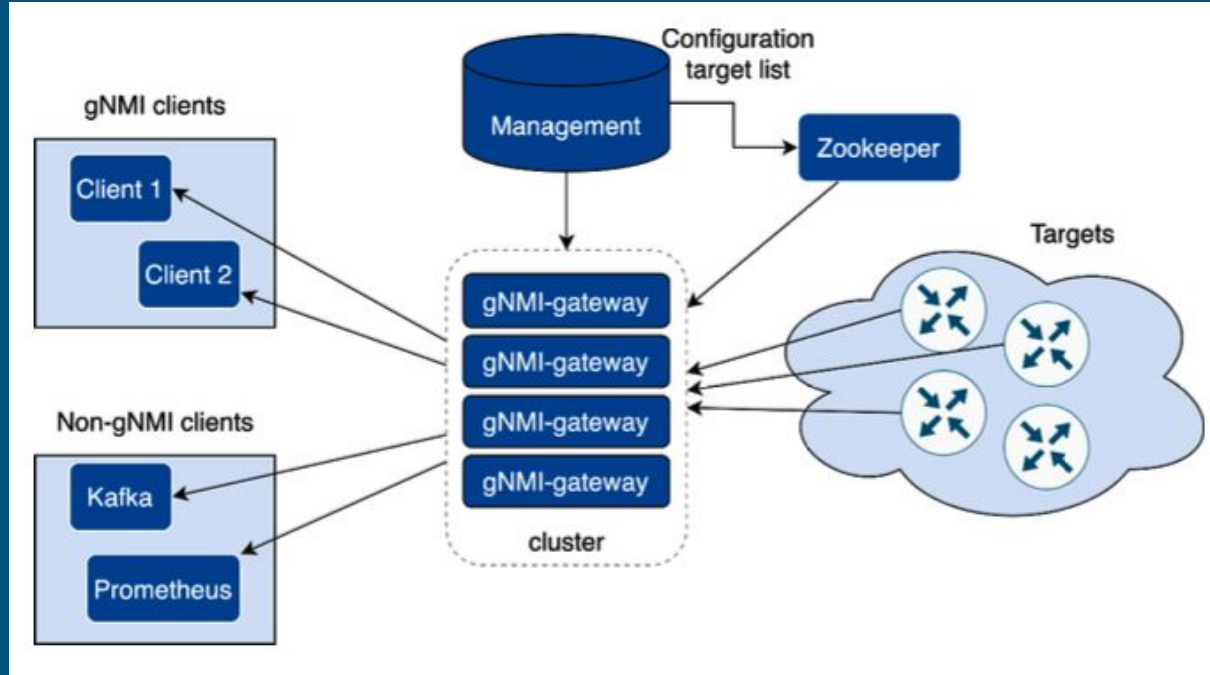 Configuration
target list
Management
Zookeeper
gNMI clients
Client 1
Client 2
Targets
gNMI-gateway
gNMI-gateway
gNMI-gateway
gNMI-gateway
cluster
Non-gNMI clients
Kafka
Prometheus